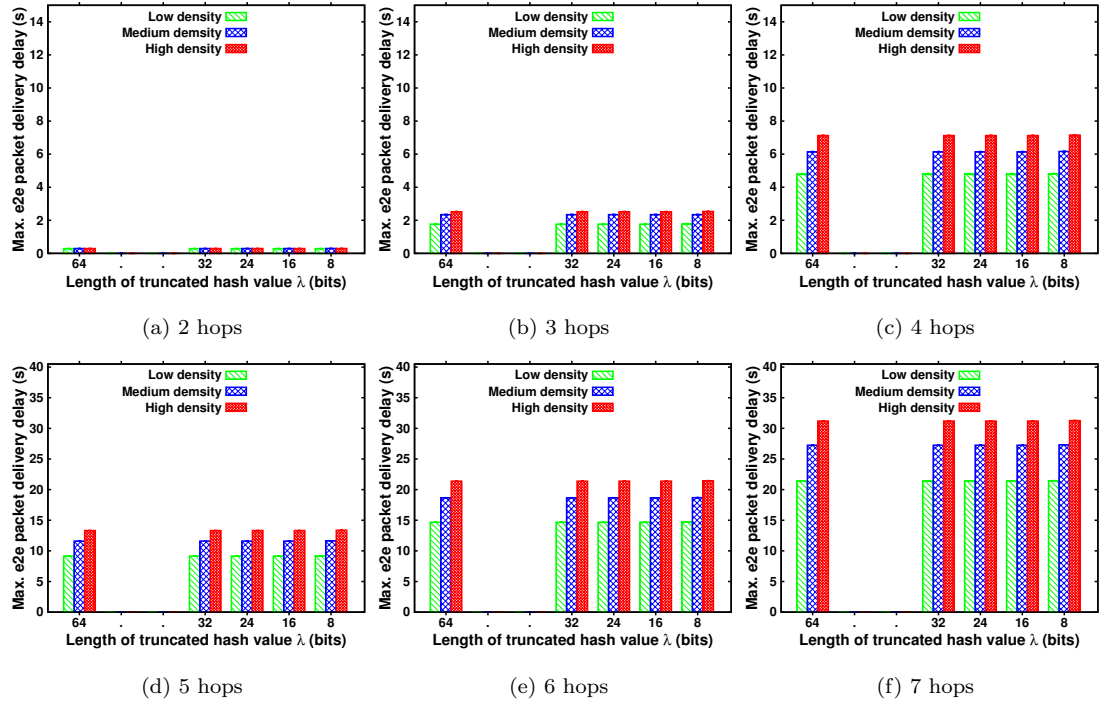 Max. e2e packet delivery delay (s)
14
12
10
8
6
4
2
0
Low density
Medium demsity
High density
64 . . 32 24 16 8
Length of truncated hash value λ (bits)
(a) 2 hops
Max. e2e packet delivery delay (s)
14
12
10
8
6
4
2
0
Low density
Medium density
High density
64 . . 32 24 16 8
Length of truncated hash value λ (bits)
(b) 3 hops
Max. e2e packet delivery delay (s)
14
12
10
8
6
4
2
0
Low density
Medium density
High density
64 . . 32 24 16 8
Length of truncated hash value λ (bits)
(c) 4 hops
Max. e2e packet delivery delay (s)
40
35
30
25
20
15
10
5
0
Low density
Medium density
High density
64 . . 32 24 16 8
Length of truncated hash value λ (bits)
(d) 5 hops
Max. e2e packet delivery delay (s)
40
35
30
25
20
15
10
5
0
Low density
Medium density
High density
64 . . 32 24 16 8
Length of truncated hash value λ (bits)
(e) 6 hops
Max. e2e packet delivery delay (s)
40
35
30
25
20
15
10
5
0
Low density
Medium density
High density
64 . . 32 24 16 8
Length of truncated hash value λ (bits)
(f) 7 hops